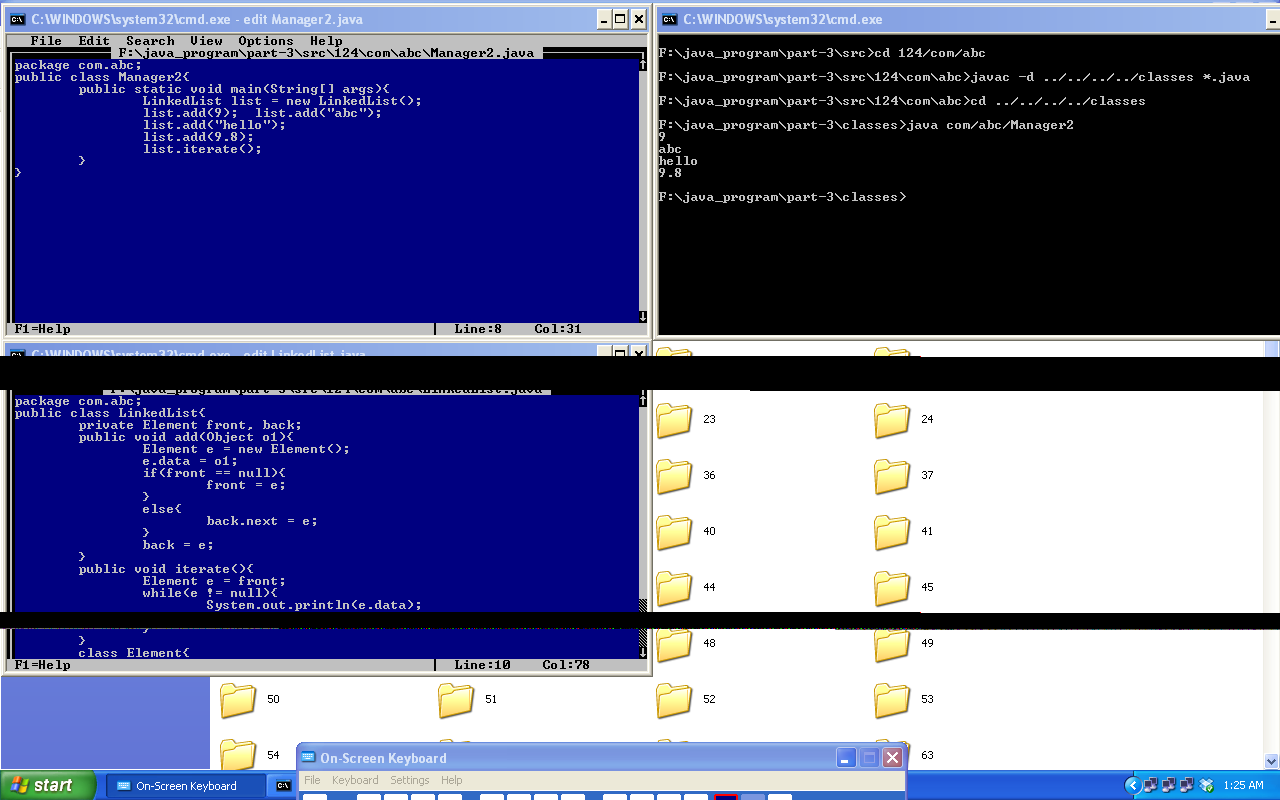 C:\WINDOWS\system32\cmd.exe - edit Manager2.java
File Edit Search View Options Help
F:\java_program\part-3\src\124\com\abc\Manager2.java
package com.abc;
public class Manager2{
public static void main(String[] args){
LinkedList list = new LinkedList();
list.add(9); list.add("abc");
list.add("hello");
list.add(9.8);
list.iterate();
}
}
F1=Help Line:8 Col:31
C:\WINDOWS\system32\cmd.exe
F:\java_program\part-3\src>cd 124/com/abc
F:\java_program\part-3\src\124\com\abc>javac -d ../../../../classes *.java
F:\java_program\part-3\src\124\com\abc>cd ../../../../classes
F:\java_program\part-3\classes>java com/abc/Manager2
9
abc
hello
9.8
F:\java_program\part-3\classes>
C:\WINDOWS\system32\cmd.exe - edit LinkedList.java
F:\java_program\part-3\src\124\com\abc\LinkedList.java
package com.abc;
public class LinkedList{
private Element front, back;
public void add(Object o1){
Element e = new Element();
e.data = o1;
if(front == null){
front = e;
}
else{
back.next = e;
}
back = e;
}
public void iterate(){
Element e = front;
while(e != null){
System.out.println(e.data);
}
}
class Element{
F1=Help Line:10 Col:78
23 24
36 37
40 41
44 45
48 49
50 51 52 53
54 63
On-Screen Keyboard
File Keyboard Settings Help
start On-Screen Keyboard 1:25 AM